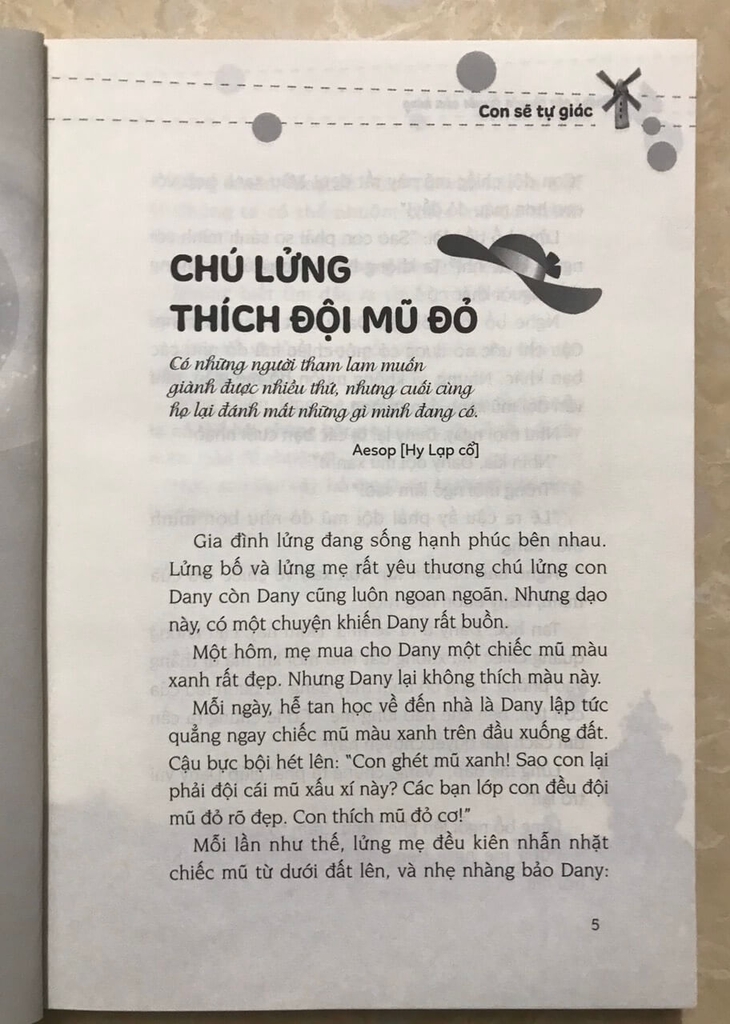 Con sẽ tự giác
CHÚ LỬNG
THÍCH ĐỘI MŨ ĐỎ
Có những người tham lam muốn
giành được nhiều thứ, nhưng cuối cùng
họ lại đánh mất những gì mình đang có.
Aesop [Hy Lạp cổ]
Gia đình lửng đang sống hạnh phúc bên nhau.
Lửng bố và lửng mẹ rất yêu thương chú lửng con
Dany còn Dany cũng luôn ngoan ngoãn. Nhưng dạo
này, có một chuyện khiến Dany rất buồn.
Một hôm, mẹ mua cho Dany một chiếc mũ màu
xanh rất đẹp. Nhưng Dany lại không thích màu này.
Mỗi ngày, hễ tan học về đến nhà là Dany lập tức
quẳng ngay chiếc mũ màu xanh trên đầu xuống đất.
Cậu bực bội hét lên: "Con ghét mũ xanh! Sao con lại
phải đội cái mũ xấu xí này? Các bạn lớp con đều đội
mũ đỏ rõ đẹp. Con thích mũ đỏ cơ!"
Mỗi lần như thế, lửng mẹ đều kiên nhẫn nhặt
chiếc mũ từ dưới đất lên, và nhẹ nhàng bảo Dany:
5